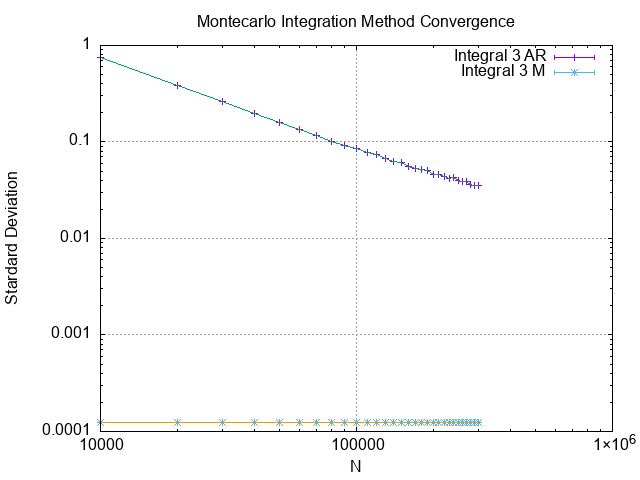 Montecarlo Integration Method Convergence
Integral 3 AR
Integral 3 M
1
0.1
0.01
0.001
0.0001
Stardard Deviation
10000
100000
1×10⁶
N